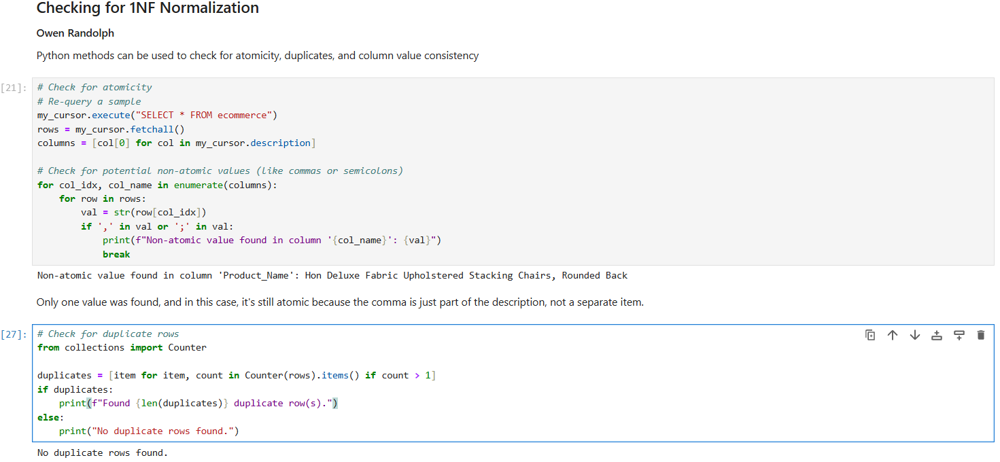 Checking for 1NF Normalization
Owen Randolph
Python methods can be used to check for atomicity, duplicates, and column value consistency
[21]:
# Check for atomicity
# Re-query a sample
my_cursor.execute("SELECT * FROM ecommerce")
rows = my_cursor.fetchall()
columns = [col[0] for col in my_cursor.description]

# Check for potential non-atomic values (like commas or semicolons)
for col_idx, col_name in enumerate(columns):
    for row in rows:
        val = str(row[col_idx])
        if ',' in val or ';' in val:
            print(f"Non-atomic value found in column '{col_name}': {val}")
            break
Non-atomic value found in column 'Product_Name': Hon Deluxe Fabric Upholstered Stacking Chairs, Rounded Back
Only one value was found, and in this case, it's still atomic because the comma is just part of the description, not a separate item.
[27]:
# Check for duplicate rows
from collections import Counter

duplicates = [item for item, count in Counter(rows).items() if count > 1]
if duplicates:
    print(f"Found {len(duplicates)} duplicate row(s).")
else:
    print("No duplicate rows found.")
No duplicate rows found.